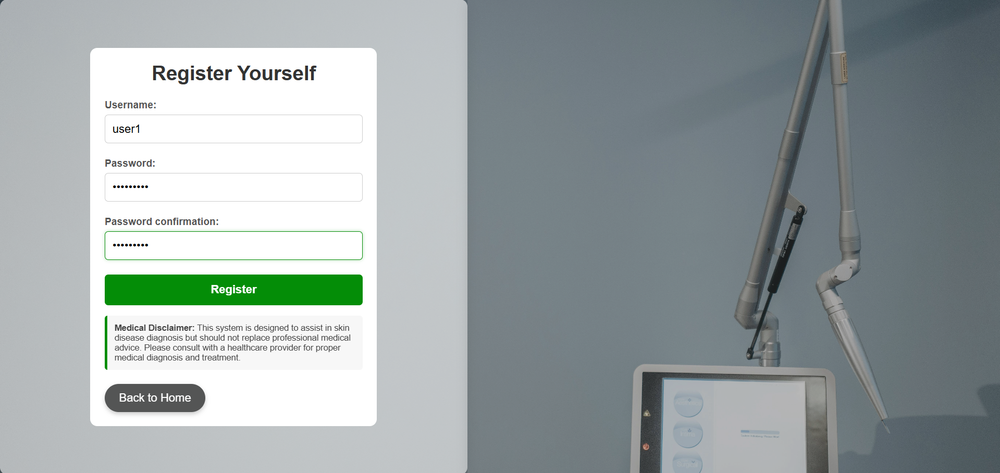 Register Yourself
Username:
user1
Password:
•••••••••
Password confirmation:
•••••••••
Register
Medical Disclaimer: This system is designed to assist in skin
disease diagnosis but should not replace professional medical
advice. Please consult with a healthcare provider for proper
medical diagnosis and treatment.
Back to Home
Surgical